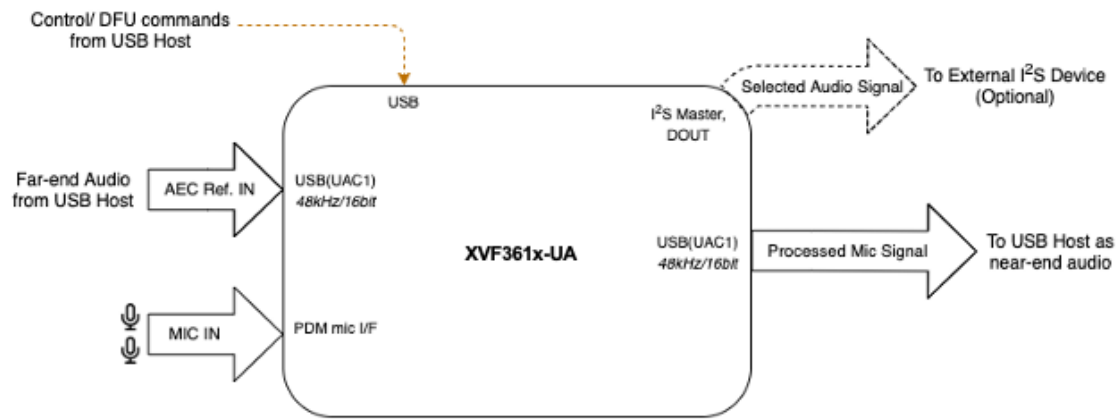 Control/ DFU commands
from USB Host
USB
Selected Audio Signal
To External I²S Device
(Optional)
I²S Master,
DOUT
Far-end Audio
from USB Host
AEC Ref. IN
USB(UAC1)
48kHz/16bit
XVF361x-UA
USB(UAC1)
48kHz/16bit
Processed Mic Signal
To USB Host as
near-end audio
MIC IN
PDM mic I/F